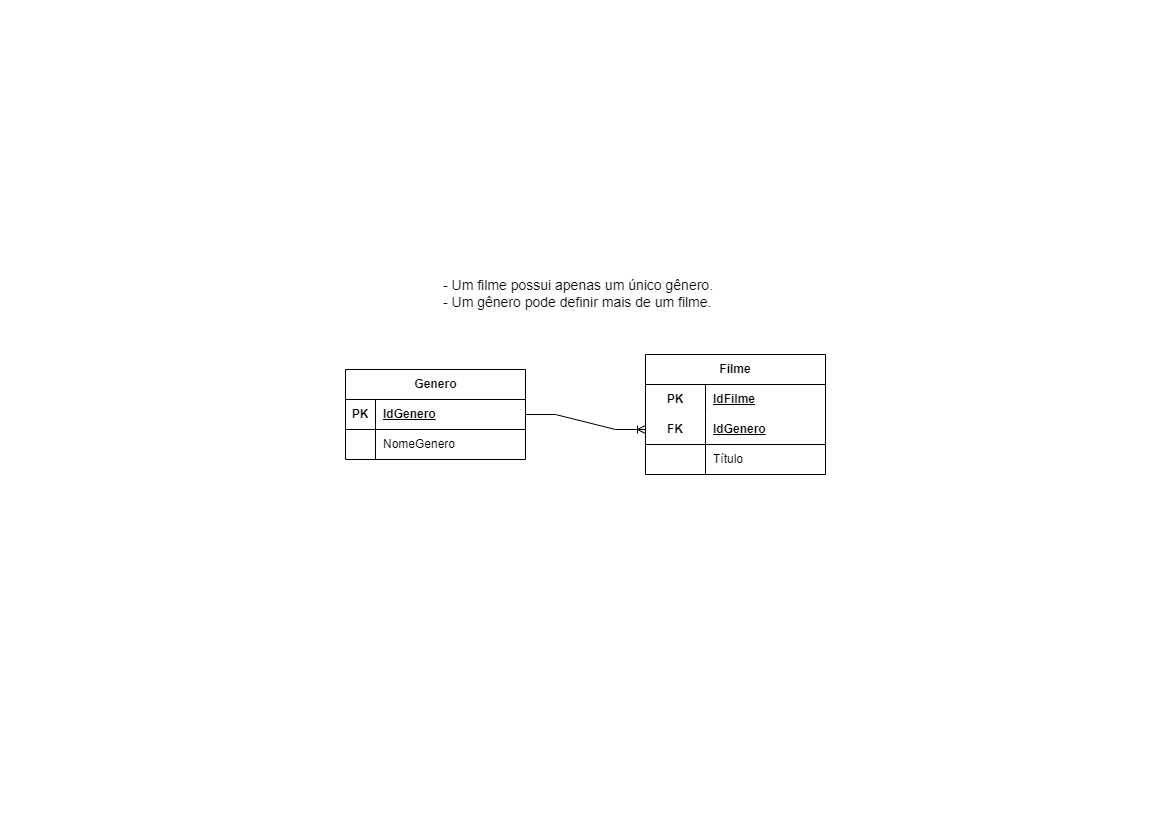 - Um filme possui apenas um único gênero.
- Um gênero pode definir mais de um filme.
Genero
PK IdGenero
NomeGenero
Filme
PK IdFilme
FK IdGenero
Título